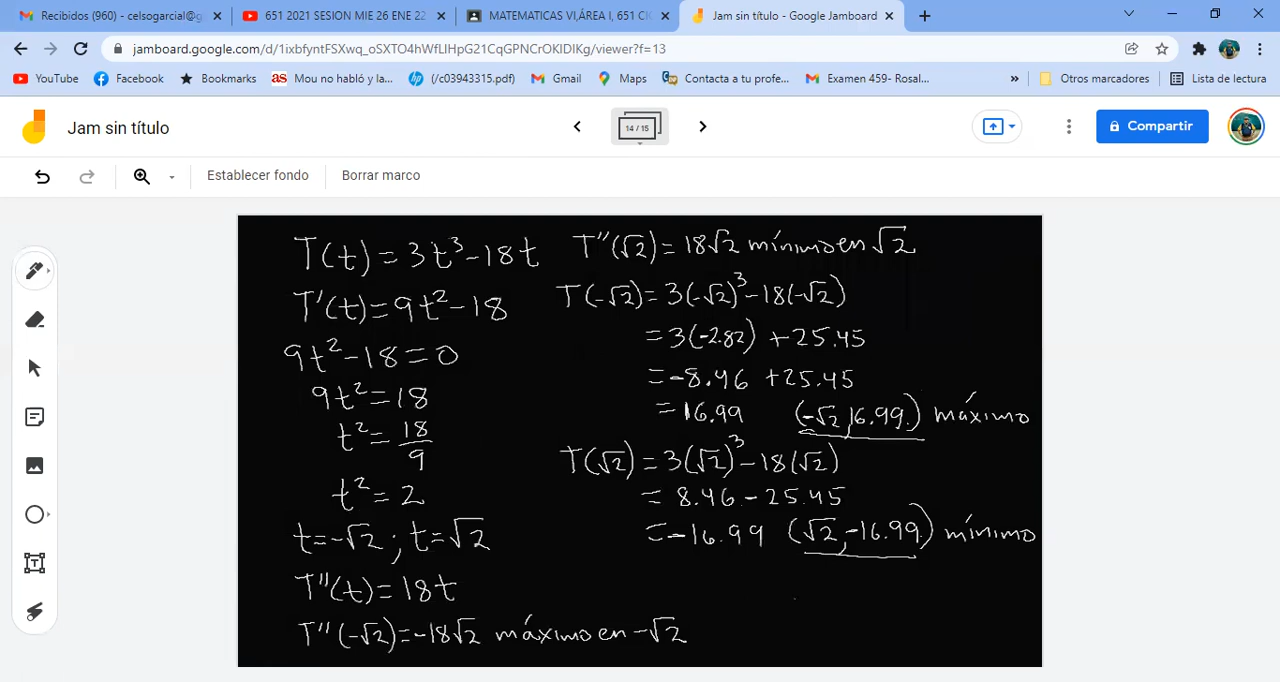 Recibidos (960) - celsogarcial@g
651 2021 SESION MIE 26 ENE 22
MATEMATICAS VI,ÁREA I, 651 CIC
Jam sin título - Google Jamboard
jamboard.google.com/d/1ixbfyntFSXwq_oSXTO4hWfLlHpG21CqGPNCrOKIDIKg/viewer?f=13
YouTube
Facebook
Bookmarks
as Mou no habló y la...
hp (/c03943315.pdf)
Gmail
Maps
Contacta a tu profe...
Examen 459- Rosal...
»
Otros marcadores
Lista de lectura
Jam sin título
14 / 15
Compartir
Establecer fondo
Borrar marco
T(t)=3t³-18t
T'(t)=9t²-18
9t²-18=0
9t²=18
t²=18/9
t²=2
t=-√2 ; t=√2
T''(t)=18t
T''(-√2)=-18√2 máximo en -√2
T''(√2)=18√2 mínimo en √2
T(-√2)=3(-√2)³-18(-√2)
=3(-2.82)+25.45
=-8.46+25.45
=16.99 (-√2,16.99) máximo
T(√2)=3(√2)³-18(√2)
=8.46-25.45
=-16.99 (√2,-16.99) mínimo